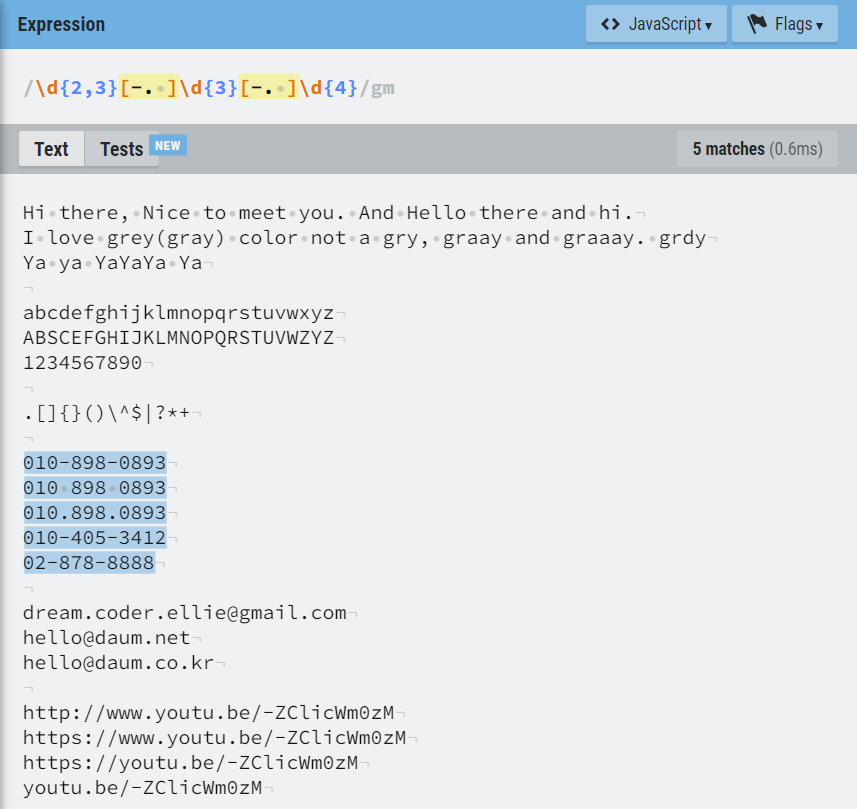 Expression
<> JavaScript ▾
Flags ▾
/\d{2,3}[-. ]\d{3}[-. ]\d{4}/gm
Text
Tests
NEW
5 matches (0.6ms)
Hi there, Nice to meet you. And Hello there and hi.
I love grey(gray) color not a gry, graay and graaay. grdy
Ya ya YaYaYa Ya
abcdefghijklmnopqrstuvwxyz
ABSCEFGHIJKLMNOPQRSTUVWZYZ
1234567890
.[]{}()\^$|?*+
010-898-0893
010 898 0893
010.898.0893
010-405-3412
02-878-8888
dream.coder.ellie@gmail.com
hello@daum.net
hello@daum.co.kr
http://www.youtu.be/-ZClicWm0zM
https://www.youtu.be/-ZClicWm0zM
https://youtu.be/-ZClicWm0zM
youtu.be/-ZClicWm0zM